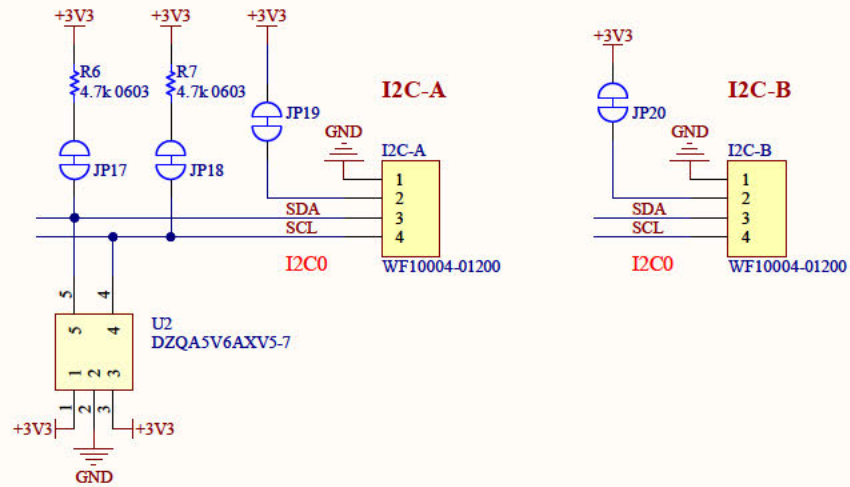 +3V3
+3V3
+3V3
+3V3
R6
4.7k 0603
R7
4.7k 0603
JP19
I2C-A
JP20
I2C-B
GND
I2C-A
GND
I2C-B
JP17
JP18
1
2
3
4
1
2
3
4
SDA
SCL
SDA
SCL
I2C0
WF10004-01200
I2C0
WF10004-01200
5
4
5
4
U2
DZQA5V6AXV5-7
1
2
3
1
2
3
+3V3
+3V3
GND